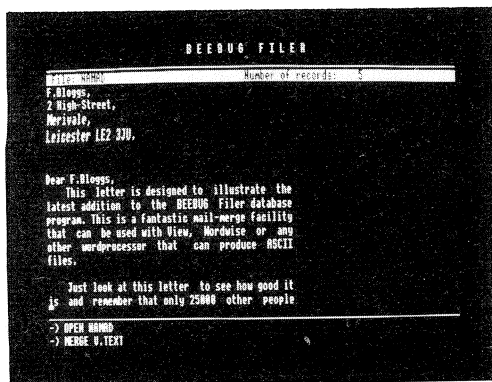 BEEBUG FILER
File: NAMAD Number of records: 5
F.Bloggs,
2 High-Street,
Merivale,
Leicester LE2 3JU,
Dear F.Bloggs,
This letter is designed to illustrate the
latest addition to the BEEBUG Filer database
program. This is a fantastic mail-merge facility
that can be used with View, Wordwise or any
other wordprocessor that can produce ASCII
files.
Just look at this letter to see how good it
is and remember that only 25000 other people
-> OPEN NAMAD
-> MERGE V.TEXT